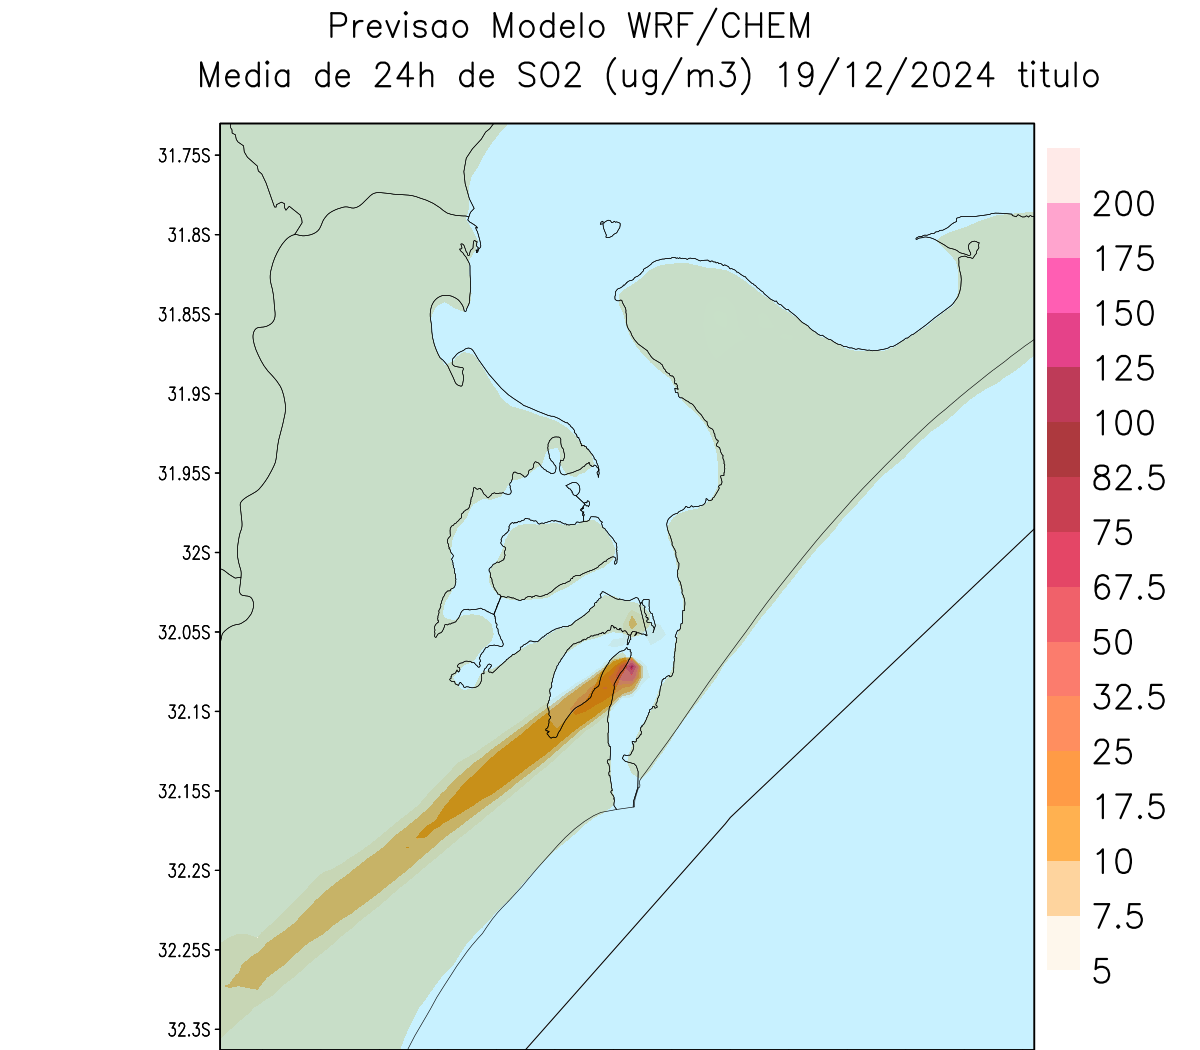 Previsao Modelo WRF/CHEM
Media de 24h de SO2 (ug/m3) 19/12/2024 titulo
31.75S
31.8S
31.85S
31.9S
31.95S
32S
32.05S
32.1S
32.15S
32.2S
32.25S
32.3S
200
175
150
125
100
82.5
75
67.5
50
32.5
25
17.5
10
7.5
5